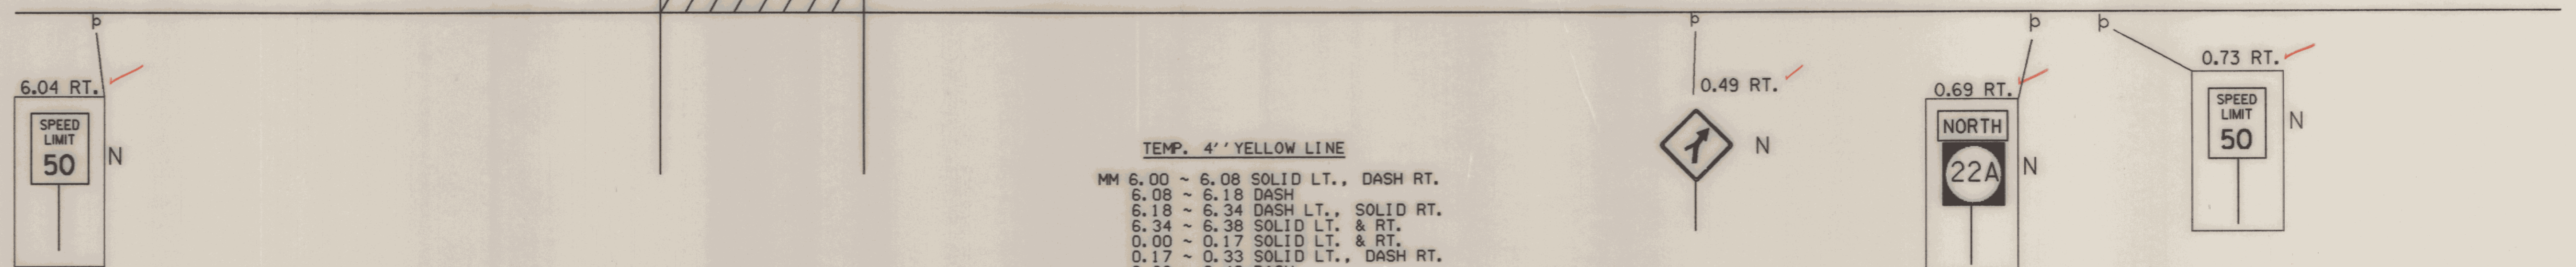 6.04 RT.
SPEED
LIMIT
50
N
TEMP. 4'' YELLOW LINE
MM 6.00 ~ 6.08 SOLID LT., DASH RT.
6.08 ~ 6.18 DASH
6.18 ~ 6.34 DASH LT., SOLID RT.
6.34 ~ 6.38 SOLID LT. & RT.
0.00 ~ 0.17 SOLID LT. & RT.
0.17 ~ 0.33 SOLID LT., DASH RT.
0.49 RT.
N
0.69 RT.
NORTH
22A
N
0.73 RT.
SPEED
LIMIT
50
N